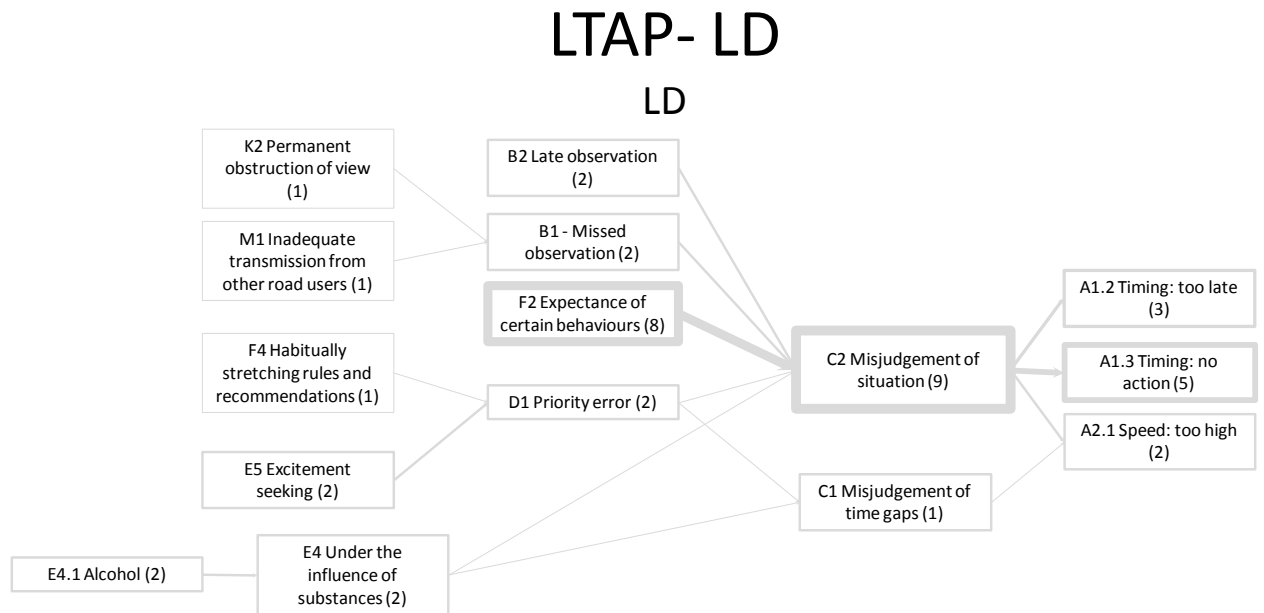 LTAP- LD
LD
K2 Permanent
obstruction of view
(1)
M1 Inadequate
transmission from
other road users (1)
F4 Habitually
stretching rules and
recommendations (1)
E5 Excitement
seeking (2)
E4.1 Alcohol (2)
E4 Under the
influence of
substances (2)
B2 Late observation
(2)
B1 - Missed
observation (2)
F2 Expectance of
certain behaviours (8)
D1 Priority error (2)
C2 Misjudgement of
situation (9)
C1 Misjudgement of
time gaps (1)
A1.2 Timing: too late
(3)
A1.3 Timing: no
action (5)
A2.1 Speed: too high
(2)